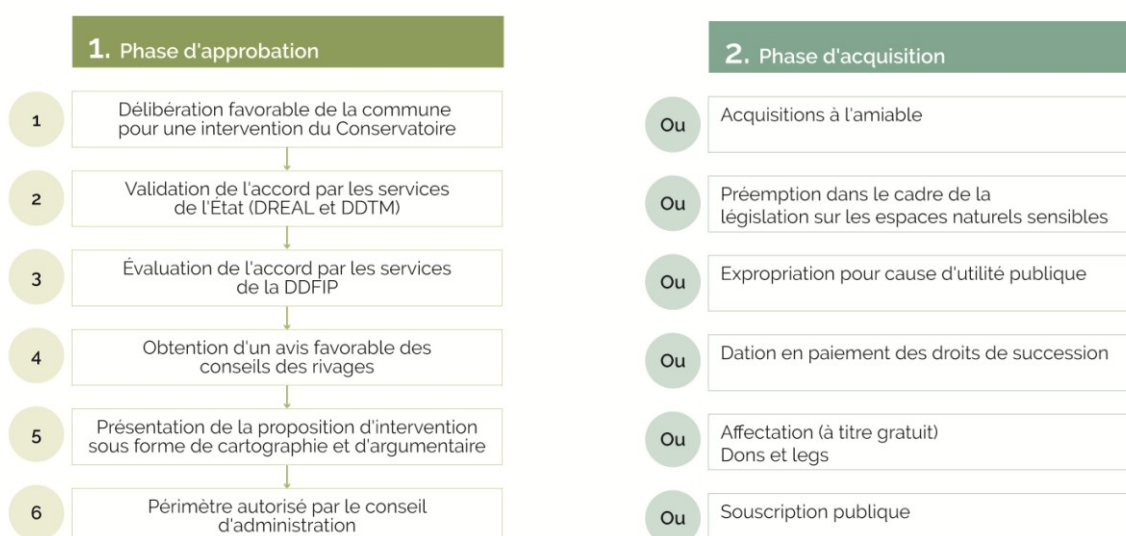 1. Phase d'approbation
1
Délibération favorable de la commune
pour une intervention du Conservatoire
2
Validation de l'accord par les services
de l'État (DREAL et DDTM)
3
Évaluation de l'accord par les services
de la DDFIP
4
Obtention d'un avis favorable des
conseils des rivages
5
Présentation de la proposition d'intervention
sous forme de cartographie et d'argumentaire
6
Périmètre autorisé par le conseil
d'administration
2. Phase d'acquisition
Ou
Acquisitions à l'amiable
Ou
Préemption dans le cadre de la
législation sur les espaces naturels sensibles
Ou
Expropriation pour cause d'utilité publique
Ou
Dation en paiement des droits de succession
Ou
Affectation (à titre gratuit)
Dons et legs
Ou
Souscription publique